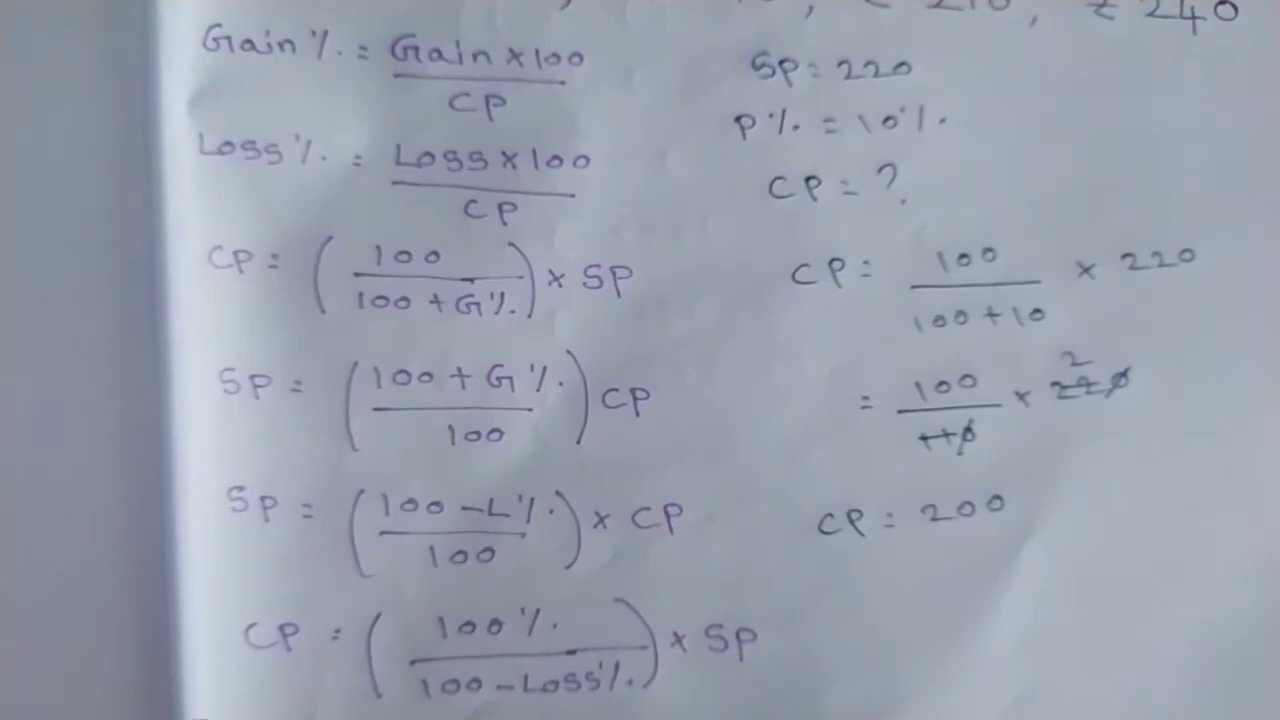 , ₹ 240
Gain %. = Gain × 100
CP
Loss %. = Loss × 100
CP
CP = ( 100
100 + G%. ) × SP
SP = ( 100 + G%.
100 ) CP
SP = ( 100 - L%.
100 ) × CP
CP = ( 100%.
100 - Loss%. ) × SP
SP = 220
P%. = 10%.
CP = ?
CP = 100
100 + 10 × 220
2
= 100
110 × 220
CP = 200